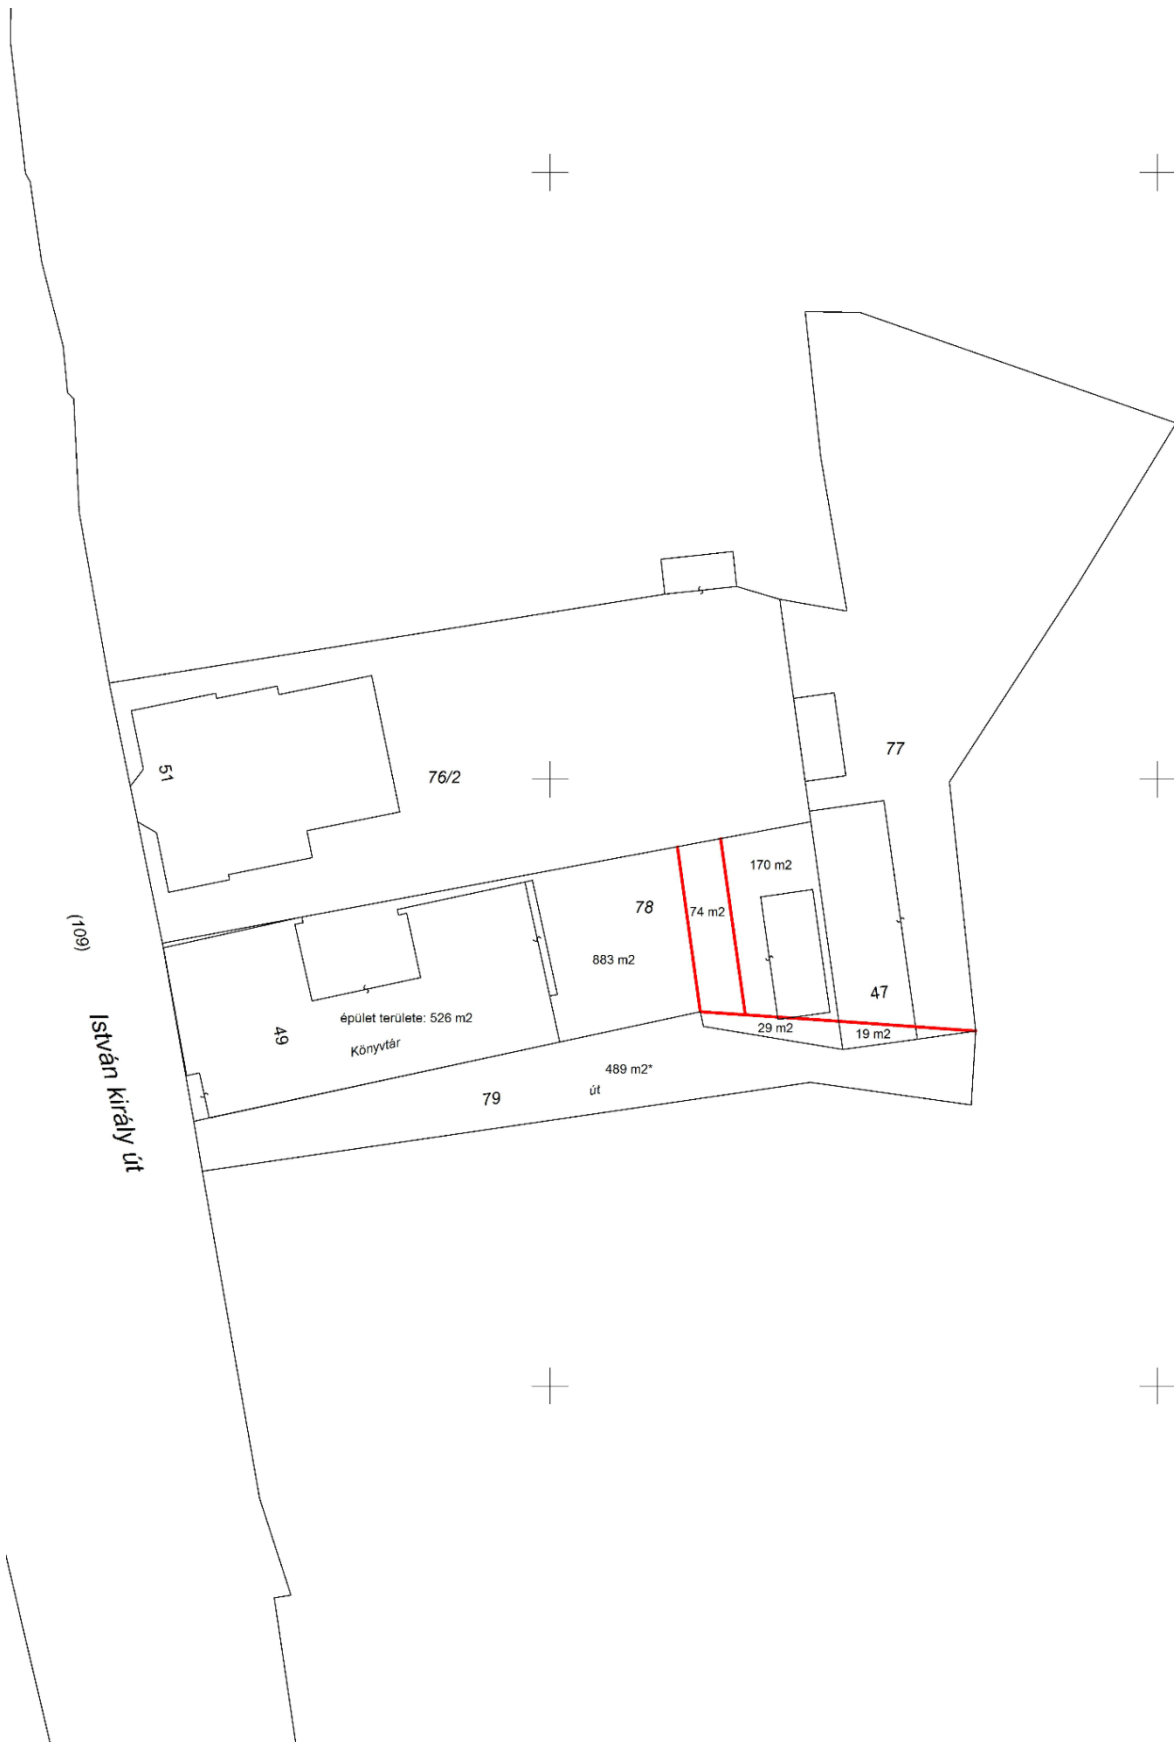 77
51
76/2
170 m2
78
74 m2
(109)
883 m2
47
épület területe: 526 m2
29 m2
19 m2
49
Könyvtár
István király út
489 m2*
út
79